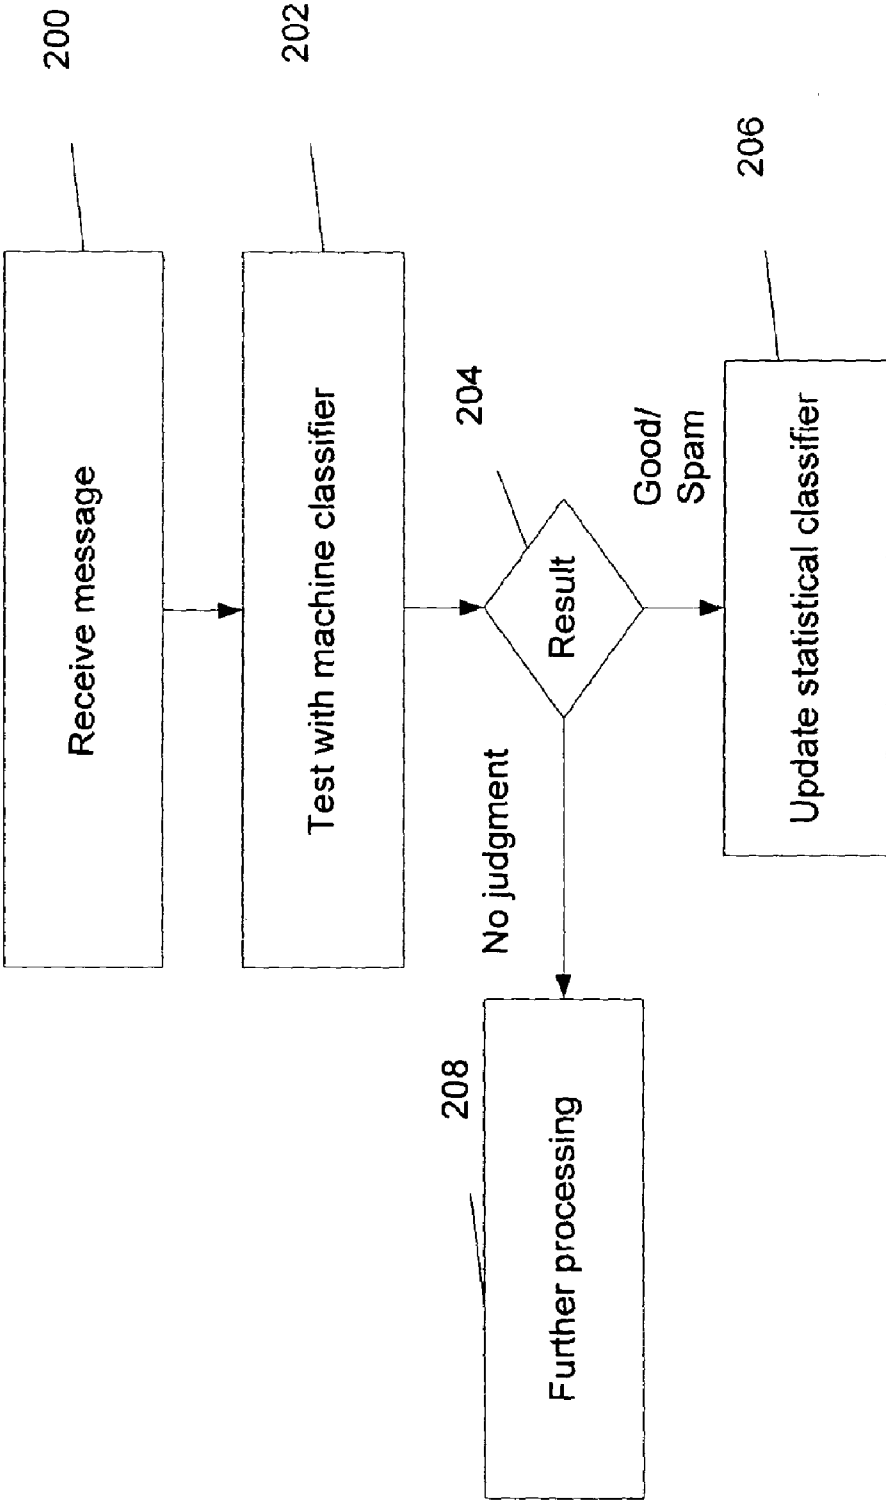 Receive message
200
Test with machine classifier
202
Result
204
No judgment
Further processing
208
Good/
Spam
Update statistical classifier
206